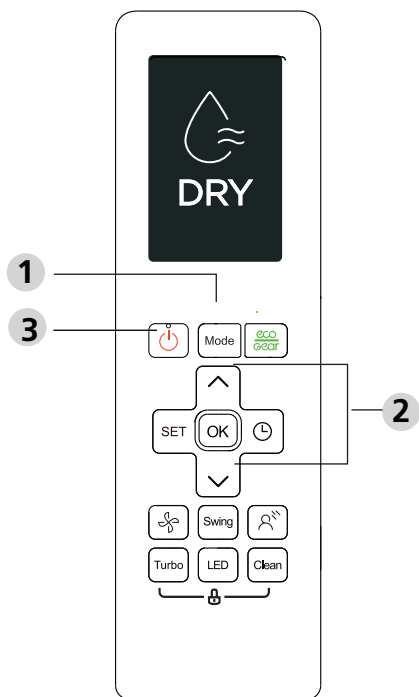 DRY
1
3
Mode
eco
gear
2
SET
OK
Swing
Turbo
LED
Clean